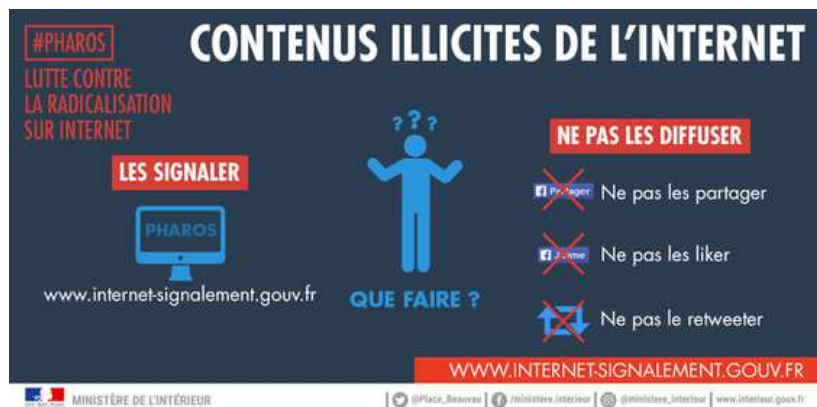 #PHAROS
LUTTE CONTRE
LA RADICALISATION
SUR INTERNET
CONTENUS ILLICITES DE L'INTERNET
LES SIGNALER
PHAROS
www.internet-signalement.gouv.fr
???
QUE FAIRE ?
NE PAS LES DIFFUSER
Partager Ne pas les partager
J'aime Ne pas les liker
Ne pas le retweeter
WWW.INTERNET-SIGNALEMENT.GOUV.FR
MINISTÈRE DE L'INTÉRIEUR
@Place_Beauvau | /ministere.interieur | @ministere_interieur | www.interieur.gouv.fr